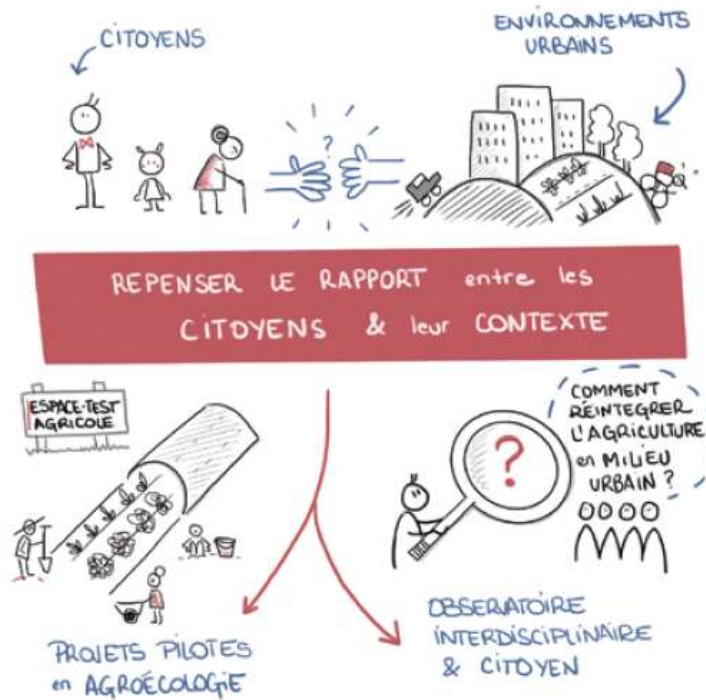 CITOYENS
ENVIRONNEMENTS
URBAINS
?
REPENSER LE RAPPORT entre les
CITOYENS & leur CONTEXTE
ESPACE-TEST
AGRICOLE
?
COMMENT
RÉINTEGRER
L'AGRICULTURE
en MILIEU
URBAIN ?
PROJETS PILOTES
en AGROÉCOLOGIE
OBSERVATOIRE
INTERDISCIPLINAIRE
& CITOYEN